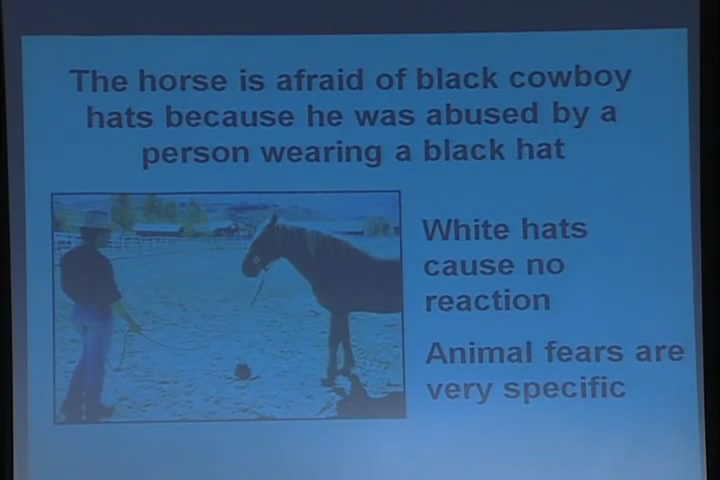 The horse is afraid of black cowboy
hats because he was abused by a
person wearing a black hat
White hats
cause no
reaction
Animal fears are
very specific